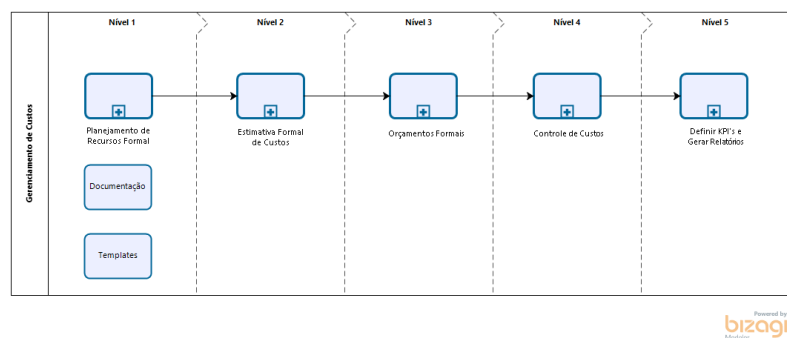 Nível 1
Nível 2
Nível 3
Nível 4
Nível 5
Gerenciamento de Custos
Planejamento de
Recursos Formal
Estimativa Formal
de Custos
Orçamentos Formais
Controle de Custos
Definir KPI's e
Gerar Relatórios
Documentação
Templates
Powered by
bizagi
Modeler